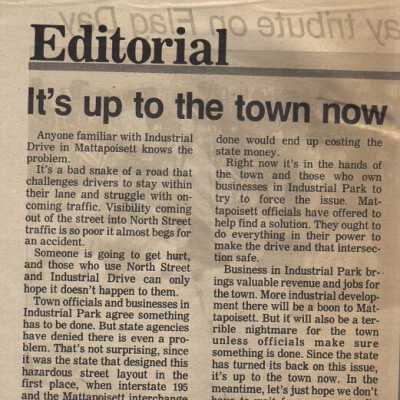 ay tribute on Flag Day
Editorial
It's up to the town now
Anyone familiar with Industrial
Drive in Mattapoisett knows the
problem.
It's a bad snake of a road that
challenges drivers to stay within
their lane and struggle with on-
coming traffic. Visibility coming
out of the street into North Street
traffic is so poor it almost begs for
an accident.
Someone is going to get hurt,
and those who use North Street
and Industrial Drive can only
hope it doesn't happen to them.
Town officials and businesses in
Industrial Park agree something
has to be done. But state agencies
have denied there is even a pro-
blem. That's not surprising, since
it was the state that designed this
hazardous street layout in the
first place, when interstate 195
and the Mattapoisett interchange
done would end up costing the
state money.
Right now it's in the hands of
the town and those who own
businesses in Industrial Park to
try to force the issue. Mat-
tapoisett officials have offered to
help find a solution. They ought to
do everything in their power to
make the drive and that intersec-
tion safe.
Business in Industrial Park br-
ings valuable revenue and jobs for
the town. More industrial develop-
ment there will be a boon to Mat-
tapoisett. But it will also be a ter-
rible nightmare for the town
unless officials make sure
something is done. Since the state
has turned its back on this issue,
it's up to the town now. In the
meantime, let's just hope we don't
have to wait for